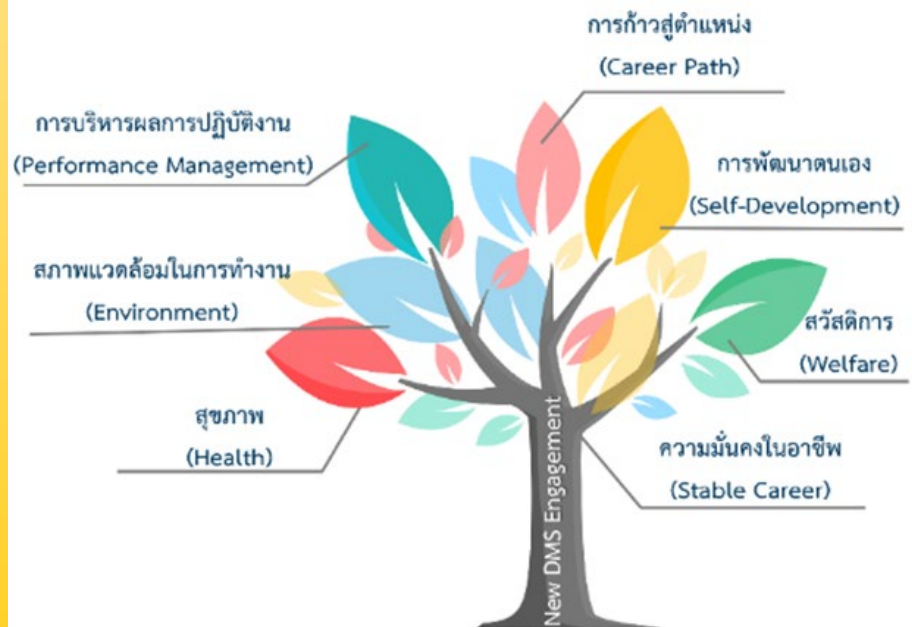 การก้าวสู่ตำแหน่ง
(Career Path)
การบริหารผลการปฏิบัติงาน
(Performance Management)
การพัฒนาตนเอง
(Self-Development)
สภาพแวดล้อมในการทำงาน
(Environment)
สวัสดิการ
(Welfare)
สุขภาพ
(Health)
ความมั่นคงในอาชีพ
(Stable Career)
New DMS Engagement